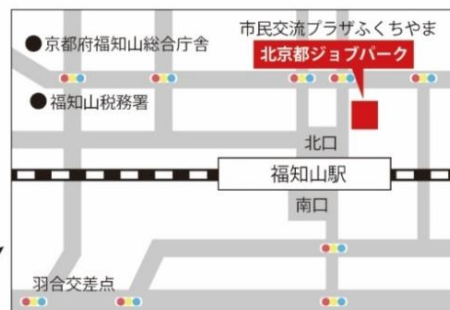 市民交流プラザふくちやま
京都府福知山総合庁舎
北京都ジョブパーク
福知山税務署
北口
福知山駅
南口
羽合交差点